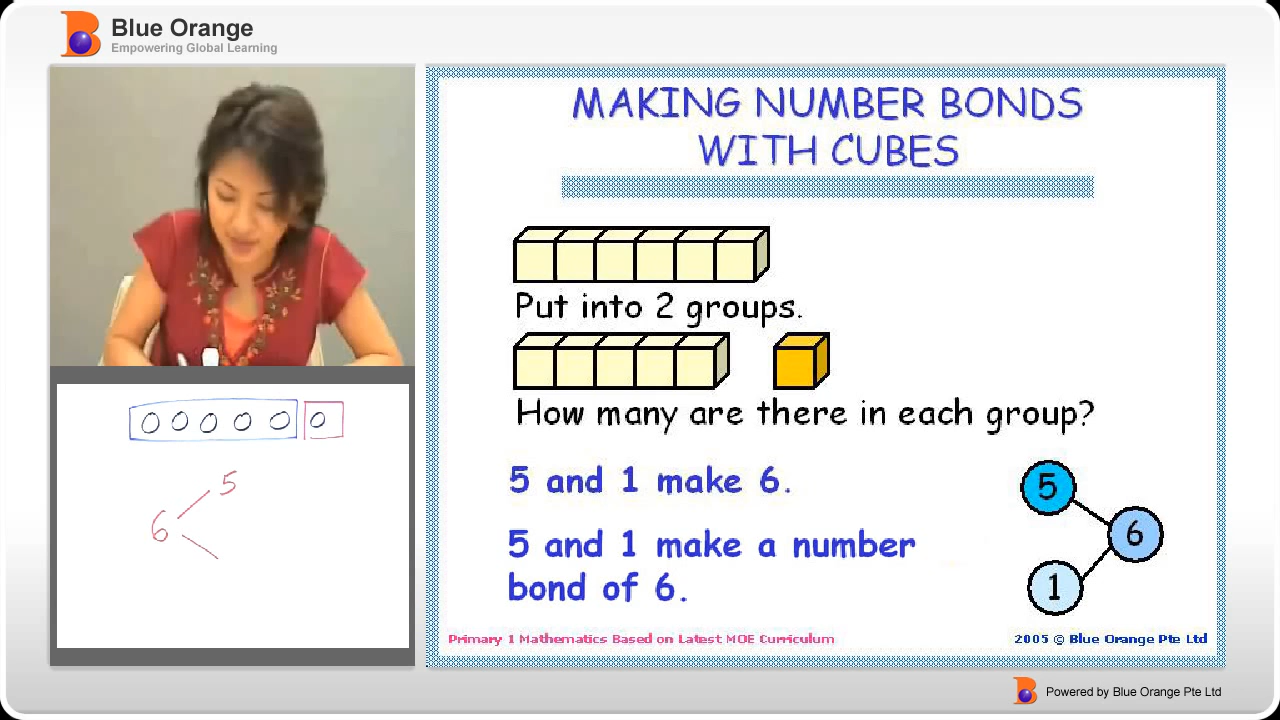 Blue Orange
Empowering Global Learning
MAKING NUMBER BONDS
WITH CUBES
Put into 2 groups.
How many are there in each group?
5 and 1 make 6.
5 and 1 make a number
bond of 6.
5
6
1
5
6
Primary 1 Mathematics Based on Latest MOE Curriculum
2005 © Blue Orange Pte Ltd
Powered by Blue Orange Pte Ltd